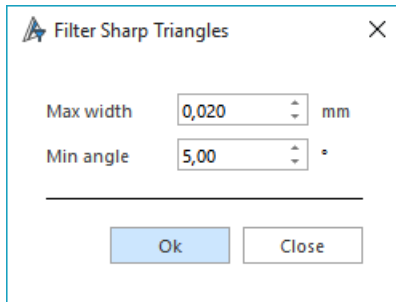 Filter Sharp Triangles
Max width 0,020 mm
Min angle 5,00 °
Ok Close